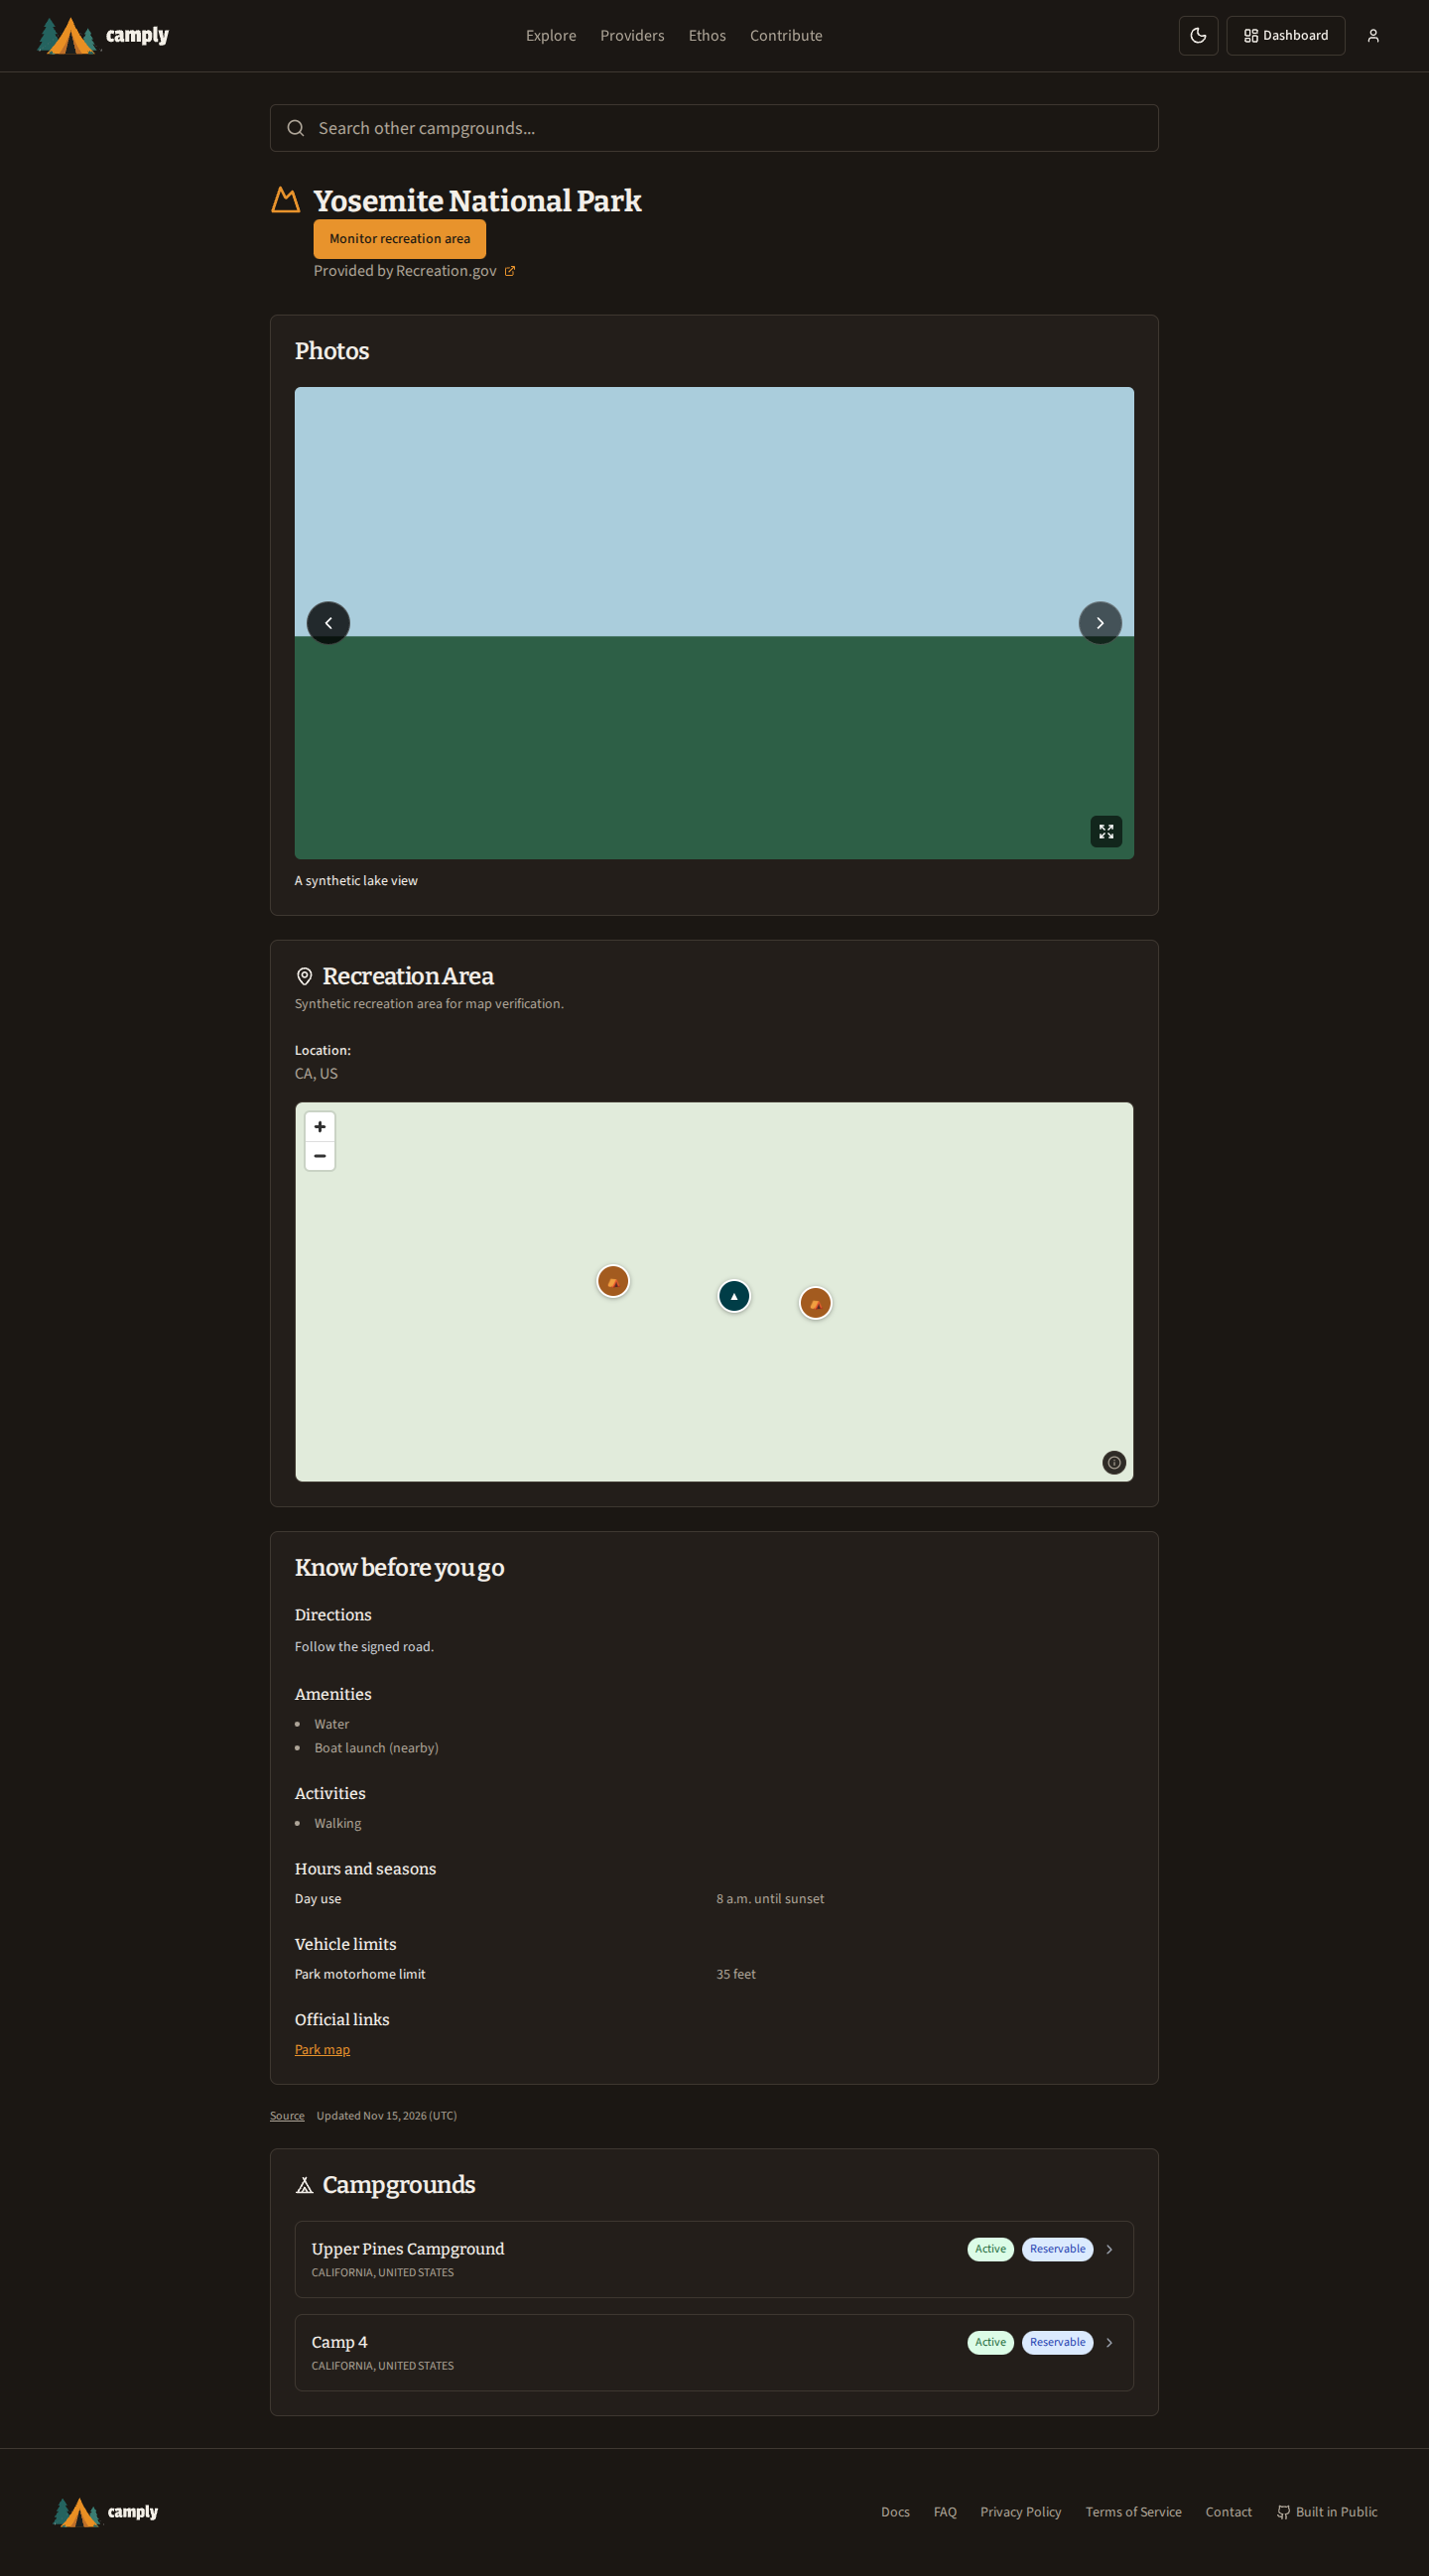 camply
Explore Providers Ethos Contribute
Dashboard
Search other campgrounds...
Yosemite National Park
Monitor recreation area
Provided by Recreation.gov
Photos
A synthetic lake view
Recreation Area
Synthetic recreation area for map verification.
Location:
CA, US
Know before you go
Directions
Follow the signed road.
Amenities
• Water
• Boat launch (nearby)
Activities
• Walking
Hours and seasons
Day use 8 a.m. until sunset
Vehicle limits
Park motorhome limit 35 feet
Official links
Park map
Source Updated Nov 15, 2026 (UTC)
Campgrounds
Upper Pines Campground Active Reservable
CALIFORNIA, UNITED STATES
Camp 4 Active Reservable
CALIFORNIA, UNITED STATES
camply
Docs FAQ Privacy Policy Terms of Service Contact Built in Public